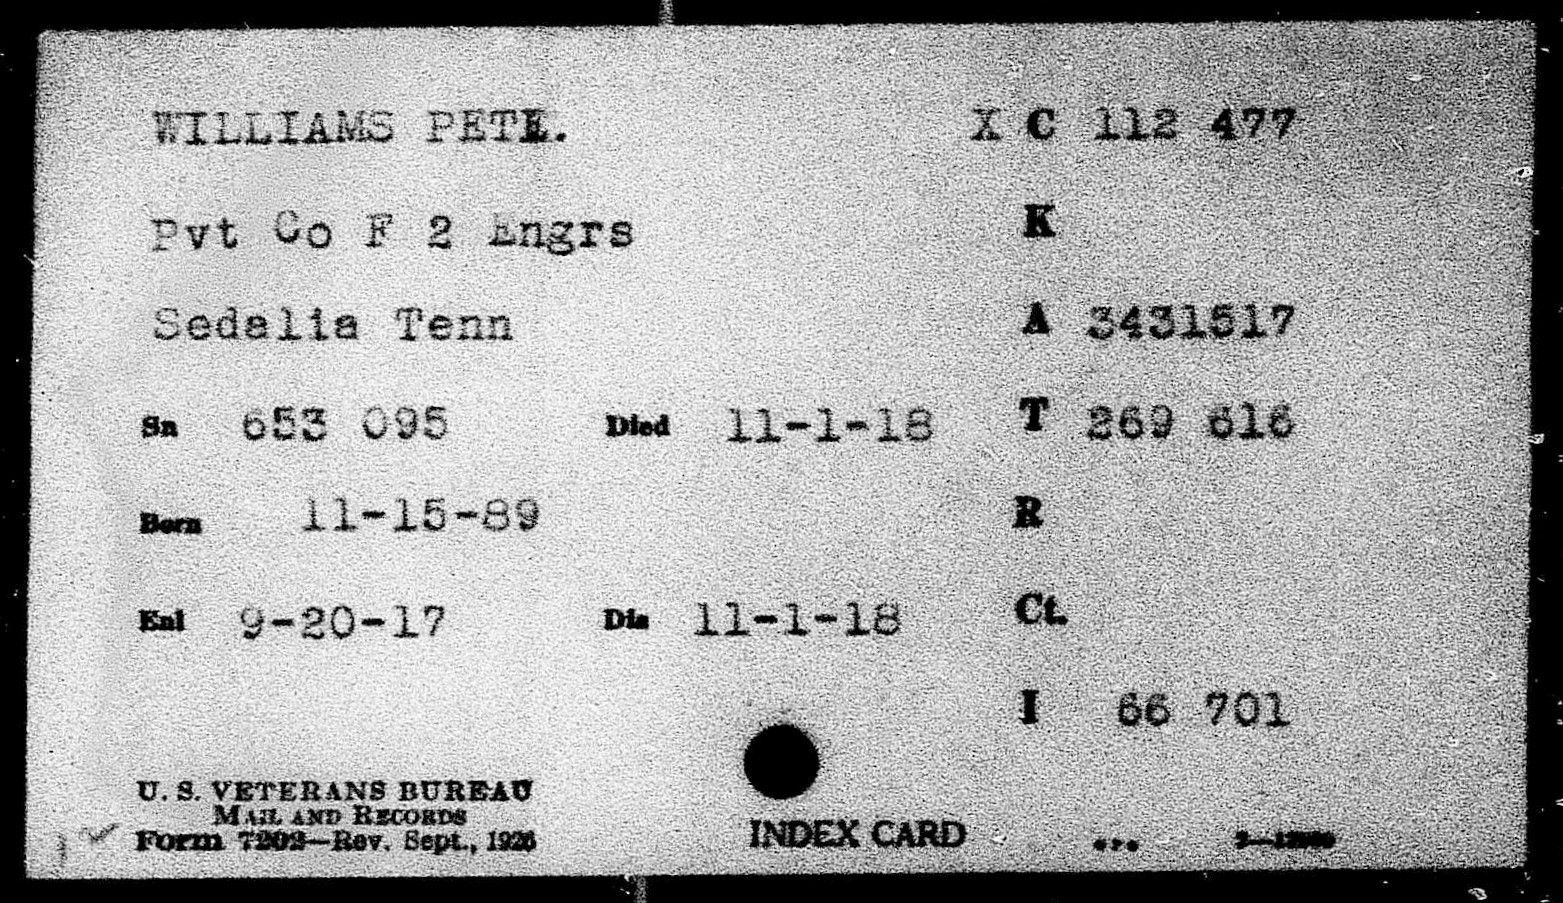 WILLIAMS PETE. X C 112 477
Pvt Co F 2 Engrs K
Sedalia Tenn A 3431517
Sn 653 095 Died 11-1-18 T 269 616
Born 11-15-89 R
Enl 9-20-17 Dis 11-1-18 Ct.
I 66 701
U. S. VETERANS BUREAU
MAIL AND RECORDS
Form 7202—Rev. Sept., 1926 INDEX CARD